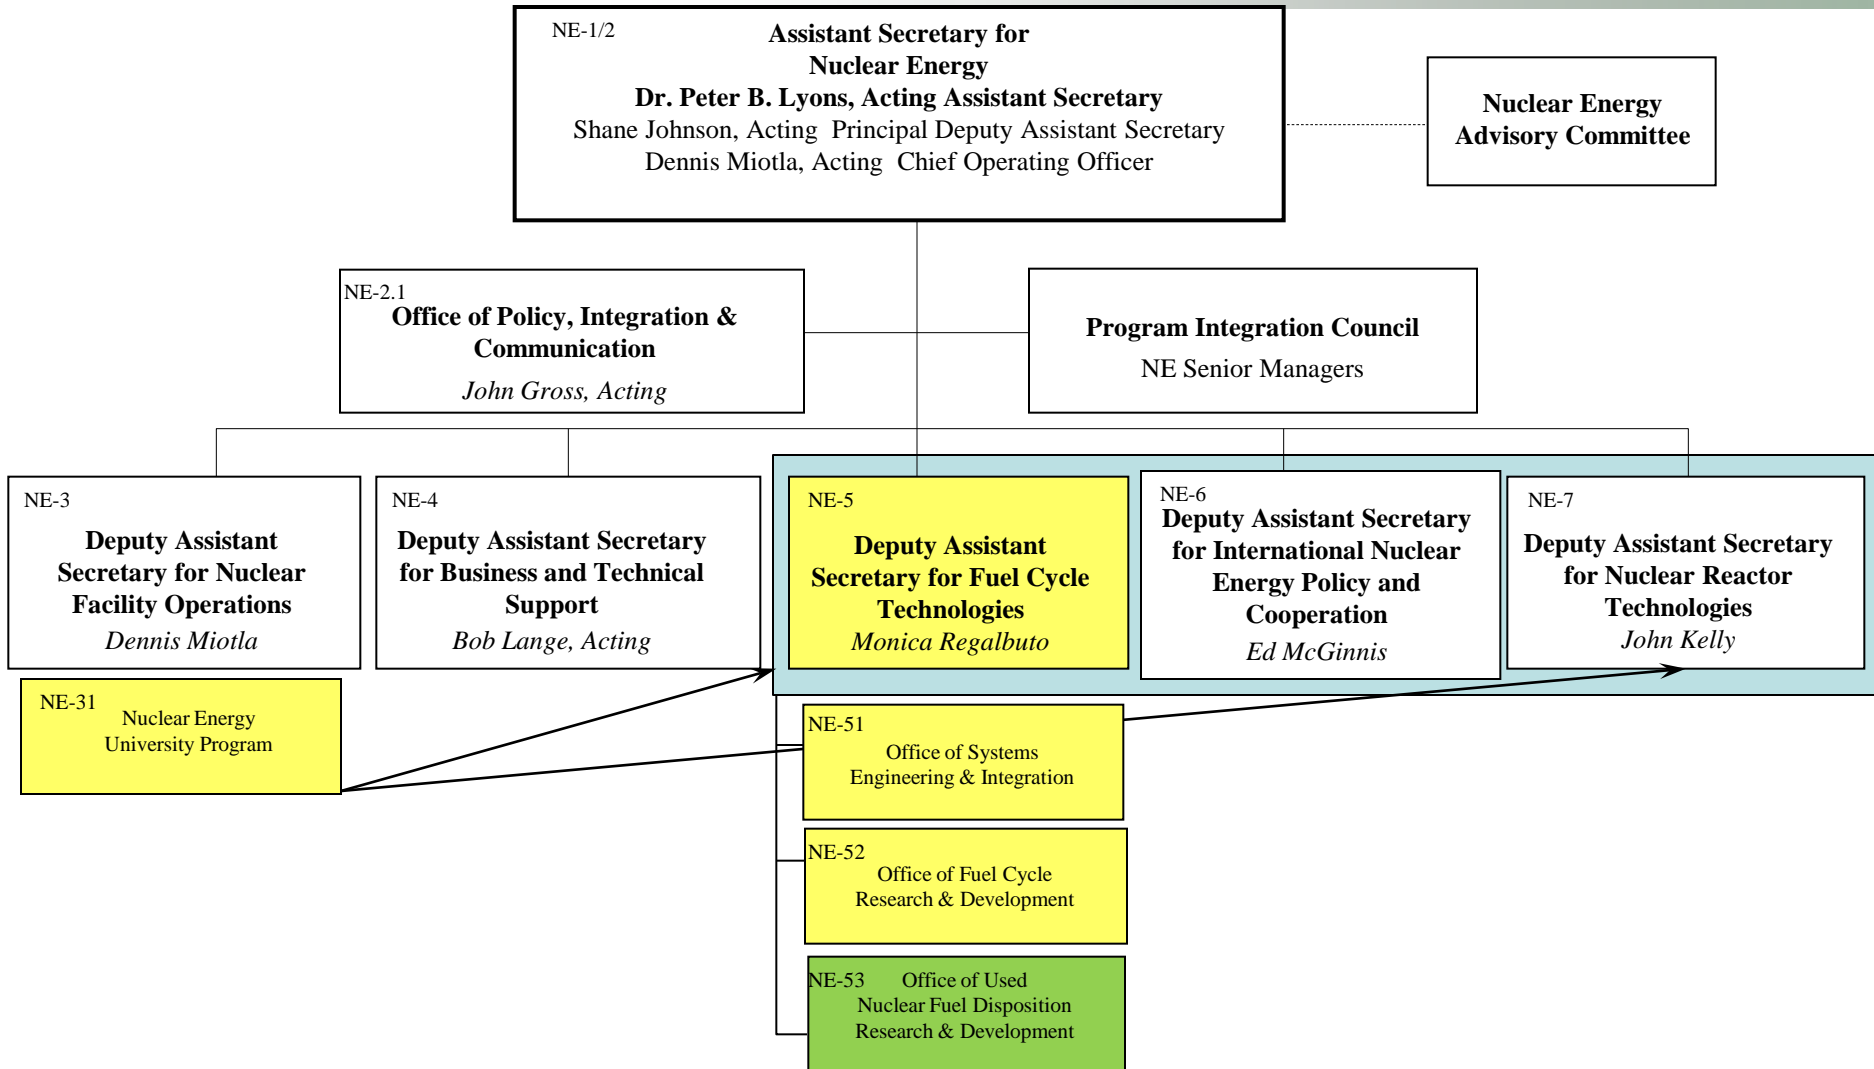 NE-1/2
Assistant Secretary for
Nuclear Energy
Dr. Peter B. Lyons, Acting Assistant Secretary
Shane Johnson, Acting Principal Deputy Assistant Secretary
Dennis Miotla, Acting Chief Operating Officer
Nuclear Energy
Advisory Committee
NE-2.1
Office of Policy, Integration &
Communication
John Gross, Acting
Program Integration Council
NE Senior Managers
NE-3
Deputy Assistant
Secretary for Nuclear
Facility Operations
Dennis Miotla
NE-4
Deputy Assistant Secretary
for Business and Technical
Support
Bob Lange, Acting
NE-5
Deputy Assistant
Secretary for Fuel Cycle
Technologies
Monica Regalbuto
NE-6
Deputy Assistant Secretary
for International Nuclear
Energy Policy and
Cooperation
Ed McGinnis
NE-7
Deputy Assistant Secretary
for Nuclear Reactor
Technologies
John Kelly
NE-31
Nuclear Energy
University Program
NE-51
Office of Systems
Engineering & Integration
NE-52
Office of Fuel Cycle
Research & Development
NE-53
Office of Used
Nuclear Fuel Disposition
Research & Development